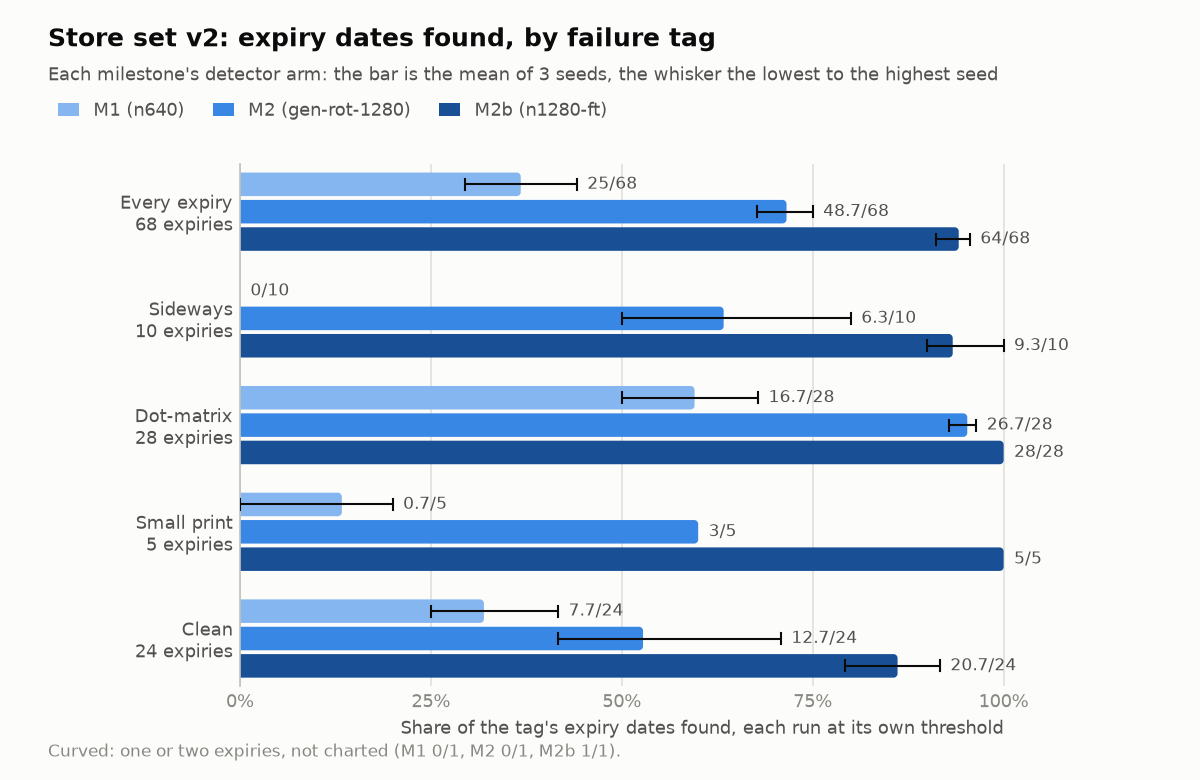 Store set v2: expiry dates found, by failure tag
Each milestone's detector arm: the bar is the mean of 3 seeds, the whisker the lowest to the highest seed
M1 (n640) M2 (gen-rot-1280) M2b (n1280-ft)
25/68
Every expiry
68 expiries
48.7/68
64/68
0/10
Sideways
10 expiries
6.3/10
9.3/10
16.7/28
Dot-matrix
28 expiries
26.7/28
28/28
0.7/5
Small print
5 expiries
3/5
5/5
7.7/24
Clean
24 expiries
12.7/24
20.7/24
0% 25% 50% 75% 100%
Share of the tag's expiry dates found, each run at its own threshold
Curved: one or two expiries, not charted (M1 0/1, M2 0/1, M2b 1/1).